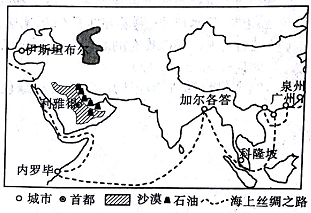 伊斯坦布尔
泉州
广州
利雅得
加尔各答
科隆坡
内罗毕
城市 首都 沙漠 石油 海上丝绸之路